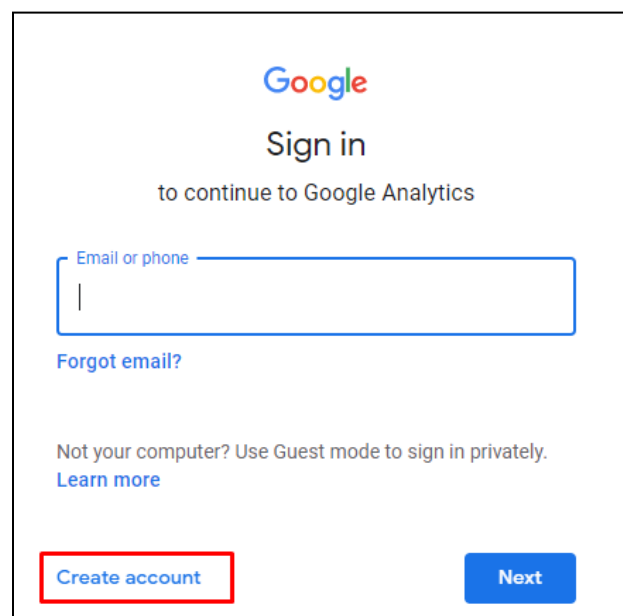 Google
Sign in
to continue to Google Analytics
Email or phone
Forgot email?
Not your computer? Use Guest mode to sign in privately.
Learn more
Create account
Next